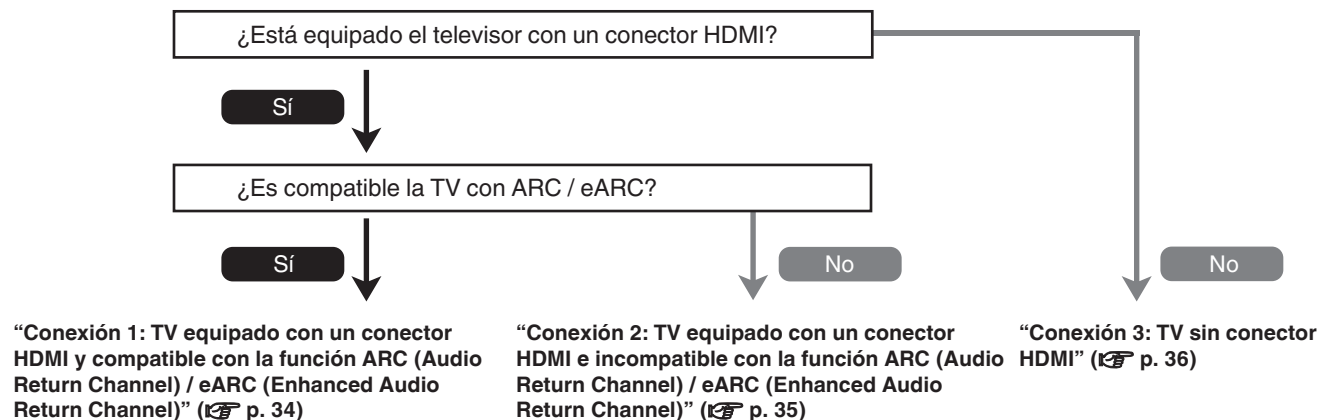 ¿Está equipado el televisor con un conector HDMI?
Sí
¿Es compatible la TV con ARC / eARC?
Sí
No
No
“Conexión 1: TV equipado con un conector
HDMI y compatible con la función ARC (Audio
Return Channel) / eARC (Enhanced Audio
Return Channel)” (☞ p. 34)
“Conexión 2: TV equipado con un conector
HDMI e incompatible con la función ARC (Audio
Return Channel) / eARC (Enhanced Audio
Return Channel)” (☞ p. 35)
“Conexión 3: TV sin conector
HDMI” (☞ p. 36)